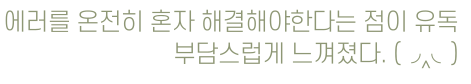 에러를 온전히 혼자 해결해야한다는 점이 유독
부담스럽게 느껴졌다. ( ◞‸◟ )